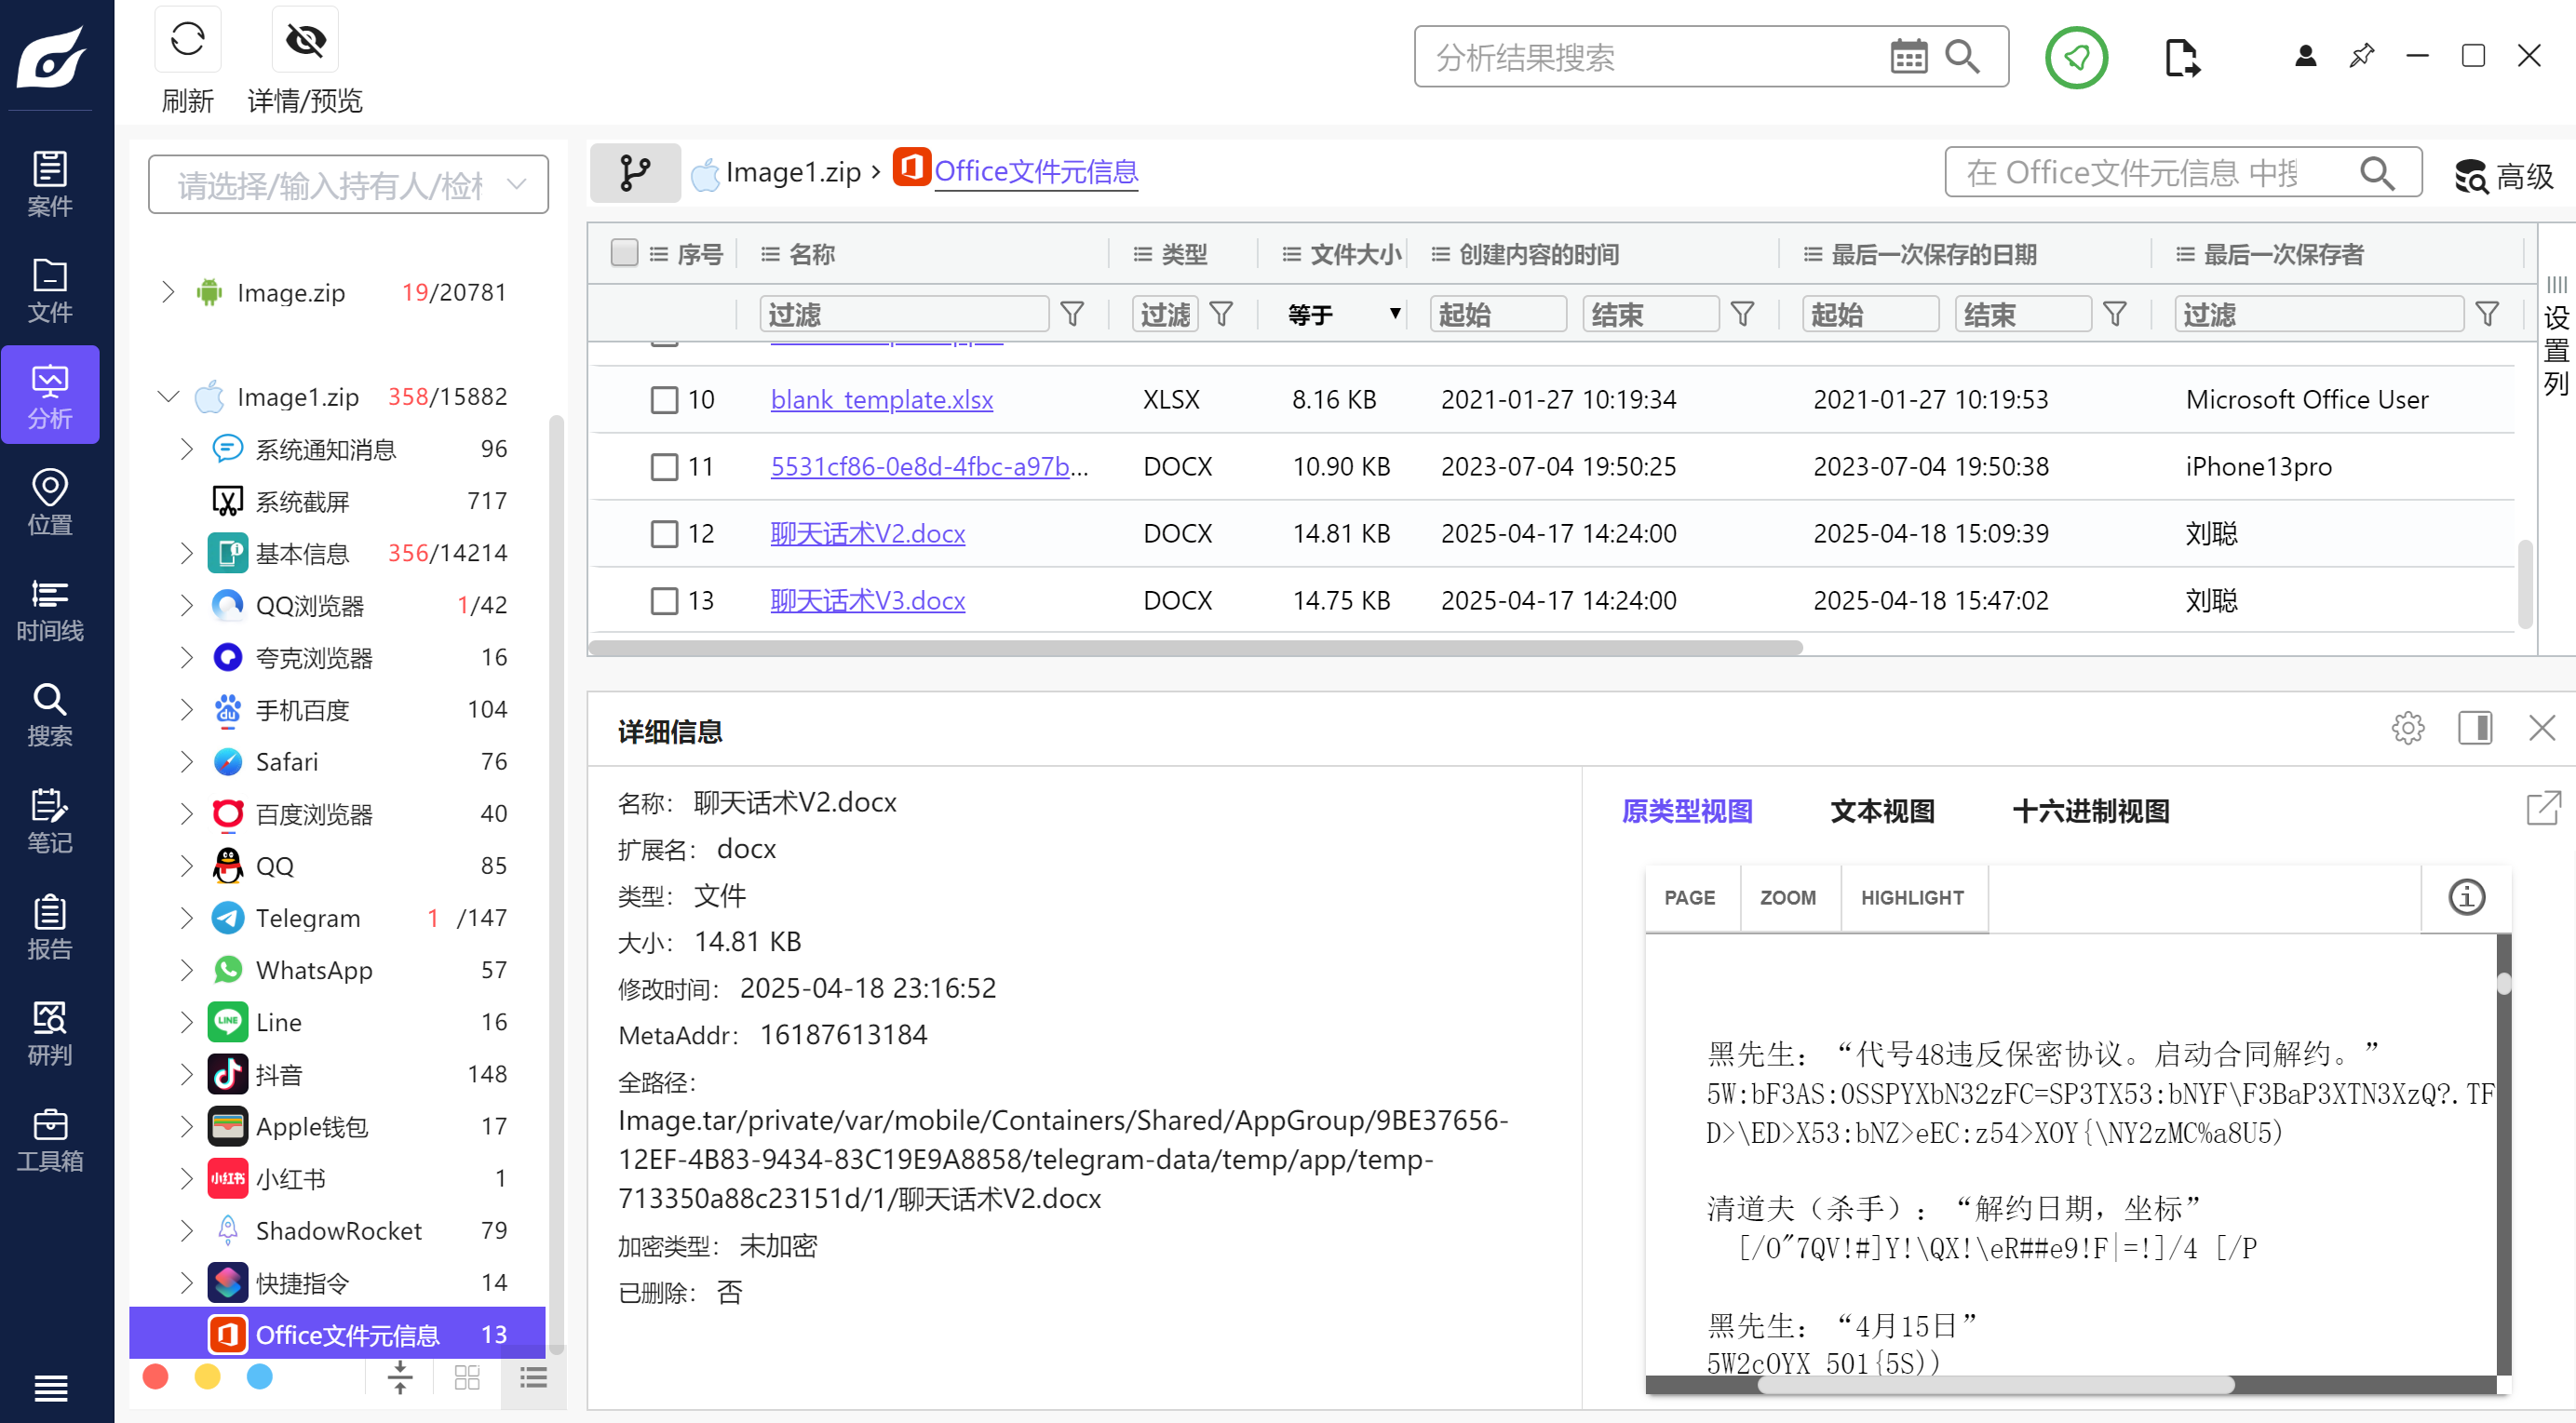 刷新
详情/预览
分析结果搜索
案件
文件
分析
位置
时间线
搜索
笔记
报告
研判
工具箱
请选择/输入持有人/检
Image.zip 19/20781
Image1.zip 358/15882
系统通知消息 96
系统截屏 717
基本信息 356/14214
QQ浏览器 1/42
夸克浏览器 16
手机百度 104
Safari 76
百度浏览器 40
QQ 85
Telegram 1 /147
WhatsApp 57
LINE Line 16
抖音 148
Apple钱包 17
小红书 小红书 1
ShadowRocket 79
快捷指令 14
Office文件元信息 13
Image1.zip › Office文件元信息
在 Office文件元信息 中搜
高级
序号 名称 类型 文件大小 创建内容的时间 最后一次保存的日期 最后一次保存者
过滤 过滤 等于 起始 结束 起始 结束 过滤
设置列
10 blank_template.xlsx XLSX 8.16 KB 2021-01-27 10:19:34 2021-01-27 10:19:53 Microsoft Office User
11 5531cf86-0e8d-4fbc-a97b... DOCX 10.90 KB 2023-07-04 19:50:25 2023-07-04 19:50:38 iPhone13pro
12 聊天话术V2.docx DOCX 14.81 KB 2025-04-17 14:24:00 2025-04-18 15:09:39 刘聪
13 聊天话术V3.docx DOCX 14.75 KB 2025-04-17 14:24:00 2025-04-18 15:47:02 刘聪
详细信息
名称： 聊天话术V2.docx
扩展名： docx
类型： 文件
大小： 14.81 KB
修改时间： 2025-04-18 23:16:52
MetaAddr： 16187613184
全路径：
Image.tar/private/var/mobile/Containers/Shared/AppGroup/9BE37656-
12EF-4B83-9434-83C19E9A8858/telegram-data/temp/app/temp-
713350a88c23151d/1/聊天话术V2.docx
加密类型： 未加密
已删除： 否
原类型视图 文本视图 十六进制视图
PAGE ZOOM HIGHLIGHT
黑先生：“代号48违反保密协议。启动合同解约。”
5W:bF3AS:0SSPYXbN32zFC=SP3TX53:bNYF\F3BaP3XTN3XzQ?.TF
D>\ED>X53:bNZ>eEC:z54>XOY{\NY2zMC%a8U5)
清道夫（杀手）：“解约日期，坐标”
[/O"7QV!#]Y!\QX!\eR##e9!F|=!]/4 [/P
黑先生：“4月15日”
5W2cOYX 501{5S))